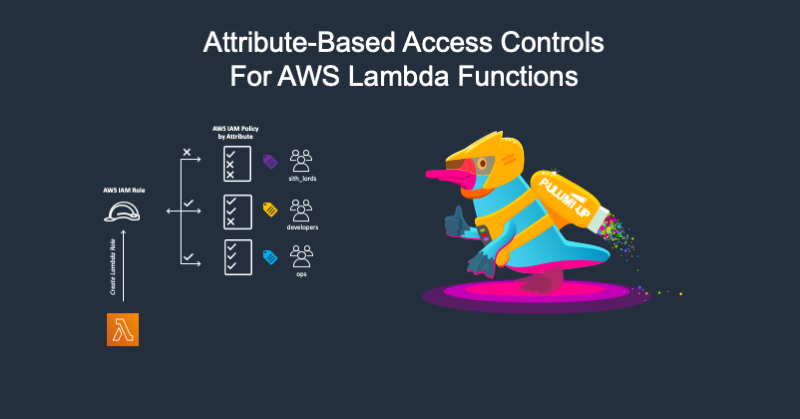 Attribute-Based Access Controls
For AWS Lambda Functions
AWS IAM Policy
by Attribute
sith_lords
AWS IAM Role
developers
ops
Create Lambda Role
PULUMI UP